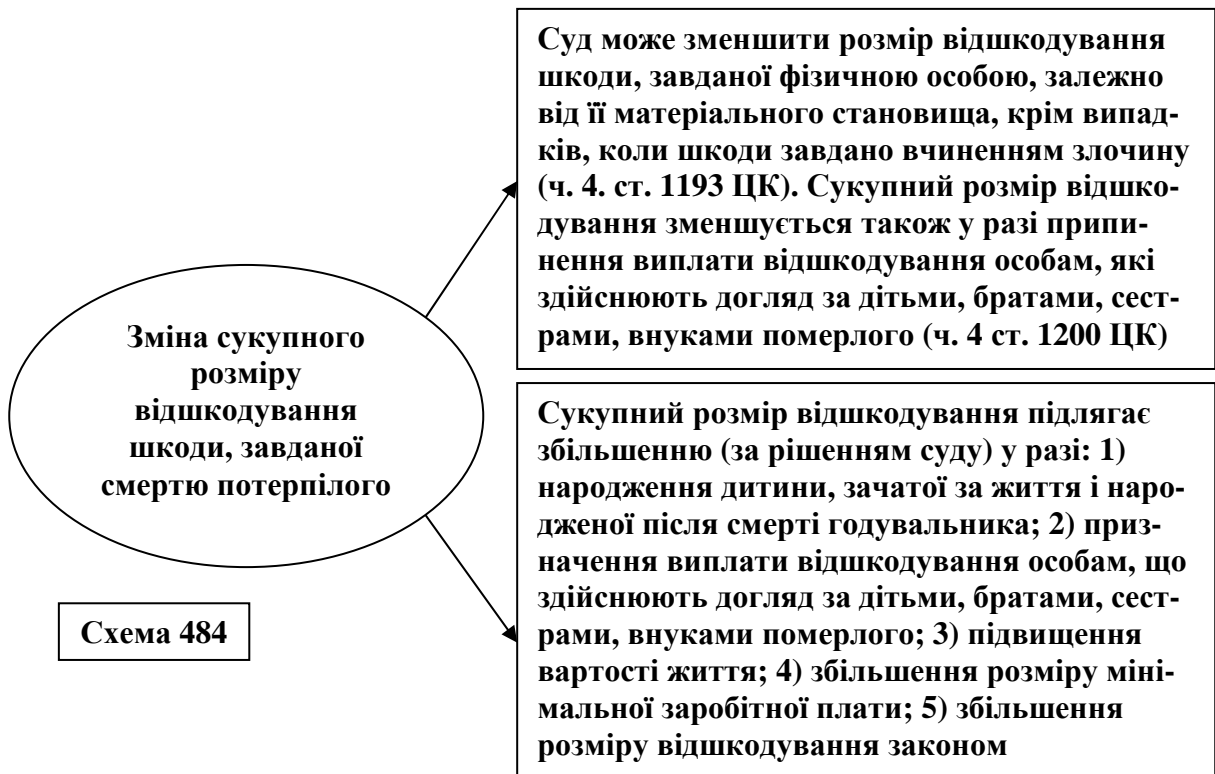 Суд може зменшити розмір відшкодування
шкоди, завданої фізичною особою, залежно
від її матеріального становища, крім випад-
ків, коли шкоди завдано вчиненням злочину
(ч. 4. ст. 1193 ЦК). Сукупний розмір відшко-
дування зменшується також у разі припи-
нення виплати відшкодування особам, які
здійснюють догляд за дітьми, братами, сест-
рами, внуками померлого (ч. 4 ст. 1200 ЦК)
Зміна сукупного
розміру
відшкодування
шкоди, завданої
смертю потерпілого
Сукупний розмір відшкодування підлягає
збільшенню (за рішенням суду) у разі: 1)
народження дитини, зачатої за життя і наро-
дженої після смерті годувальника; 2) приз-
начення виплати відшкодування особам, що
здійснюють догляд за дітьми, братами, сест-
рами, внуками померлого; 3) підвищення
вартості життя; 4) збільшення розміру міні-
мальної заробітної плати; 5) збільшення
розміру відшкодування законом
Схема 484